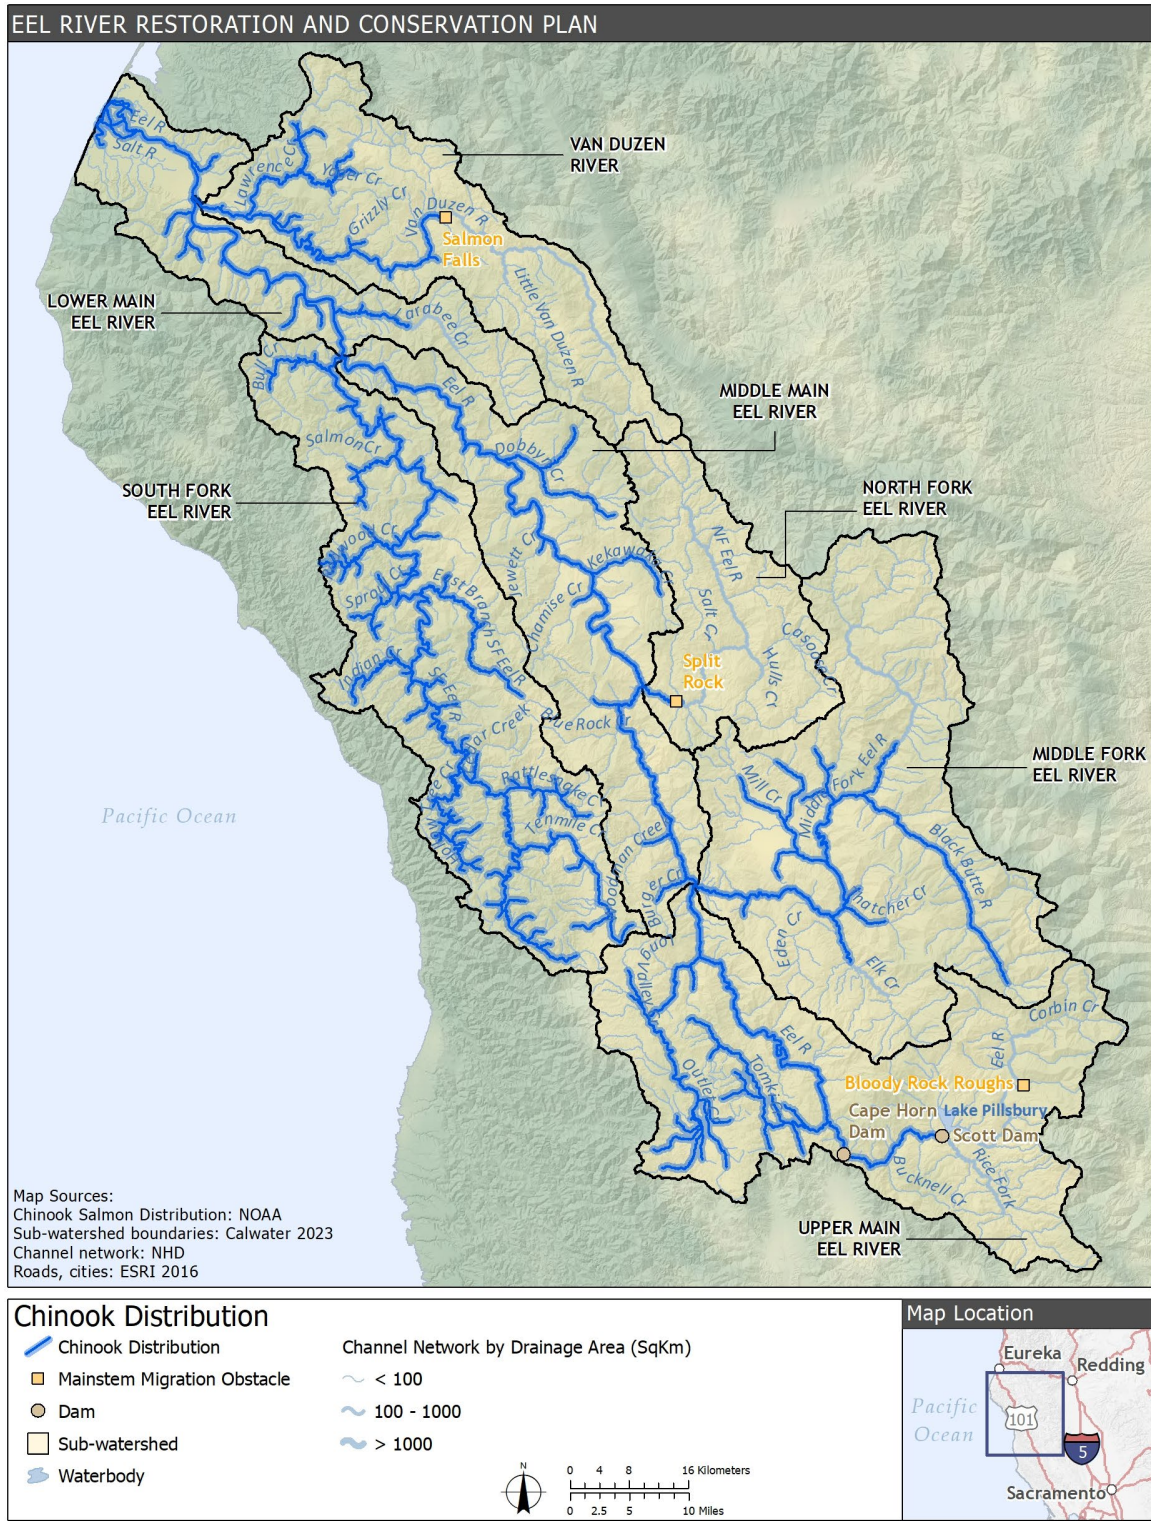 EEL RIVER RESTORATION AND CONSERVATION PLAN
VAN DUZEN
RIVER
Eel R
Salt R
Lawrence Cr
Yager Cr
Grizzly Cr
Van Duzen R
Salmon
Falls
Little Van Duzen R
LOWER MAIN
EEL RIVER
Larabee Cr
Bull Cr
Eel R
MIDDLE MAIN
EEL RIVER
Salmon Cr
Dobbyn Cr
SOUTH FORK
EEL RIVER
NORTH FORK
EEL RIVER
NF Eel R
Jewett Cr
Kekawaka Cr
Sprowl Cr
East Branch SF Eel R
Chamise Cr
Salt Cr
Casoose Cr
Hulls Cr
Split
Rock
Indian Cr
SF Eel R
Cedar Creek
Blue Rock Cr
MIDDLE FORK
EEL RIVER
Rattlesnake Cr
Tenmile Cr
Mill Cr
Middle Fork Eel R
Black Butte R
Pacific Ocean
Woodman Creek
Burger Cr
Thatcher Cr
Eden Cr
Elk Cr
Long Valley Cr
Corbin Cr
Eel R
Eel R
Outlet Cr
Tomki Cr
Bloody Rock Roughs
Cape Horn
Dam
Lake Pillsbury
Scott Dam
Rice Fork
Bucknell Cr
UPPER MAIN
EEL RIVER
Map Sources:
Chinook Salmon Distribution: NOAA
Sub-watershed boundaries: Calwater 2023
Channel network: NHD
Roads, cities: ESRI 2016
Chinook Distribution
Chinook Distribution
Mainstem Migration Obstacle
Dam
Sub-watershed
Waterbody
Channel Network by Drainage Area (SqKm)
< 100
100 - 1000
> 1000
N
0 4 8 16 Kilometers
0 2.5 5 10 Miles
Map Location
Eureka
Redding
Pacific
Ocean
101
5
Sacramento